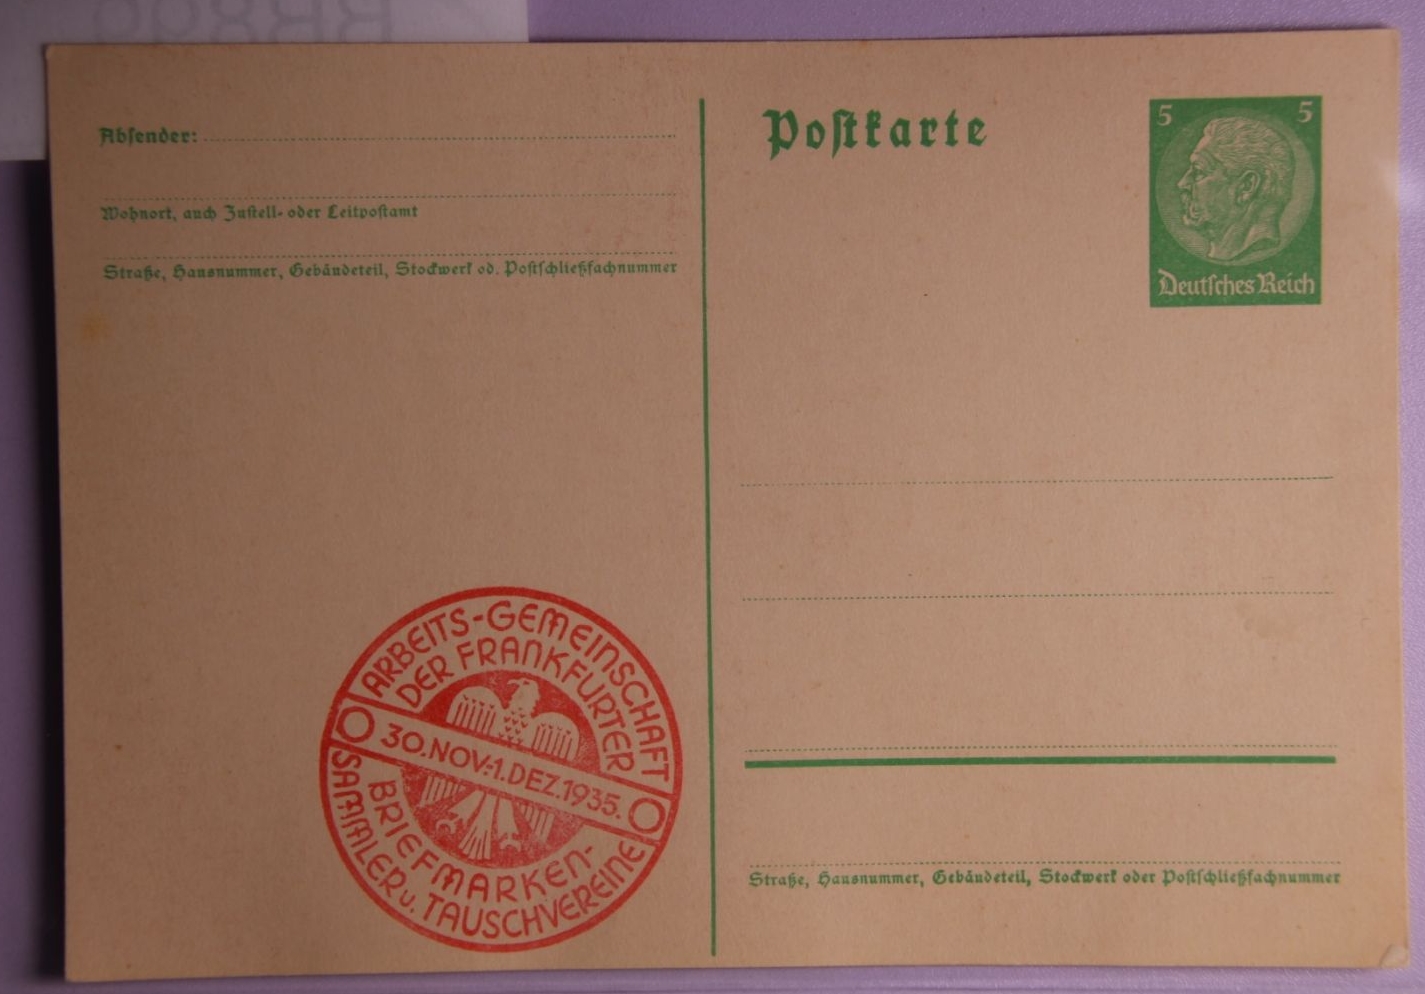 Absender:
Wohnort, auch Zustell- oder Leitpostamt
Straße, Hausnummer, Gebäudeteil, Stockwerk od. Postschließfachnummer
Postkarte
5 5
Deutsches Reich
ARBEITS-GEMEINSCHAFT
DER FRANKFURTER
30.NOV.-1.DEZ.1935.
BRIEFMARKEN-
SAMMLER u. TAUSCHVEREINE
Straße, Hausnummer, Gebäudeteil, Stockwerk oder Postschließfachnummer